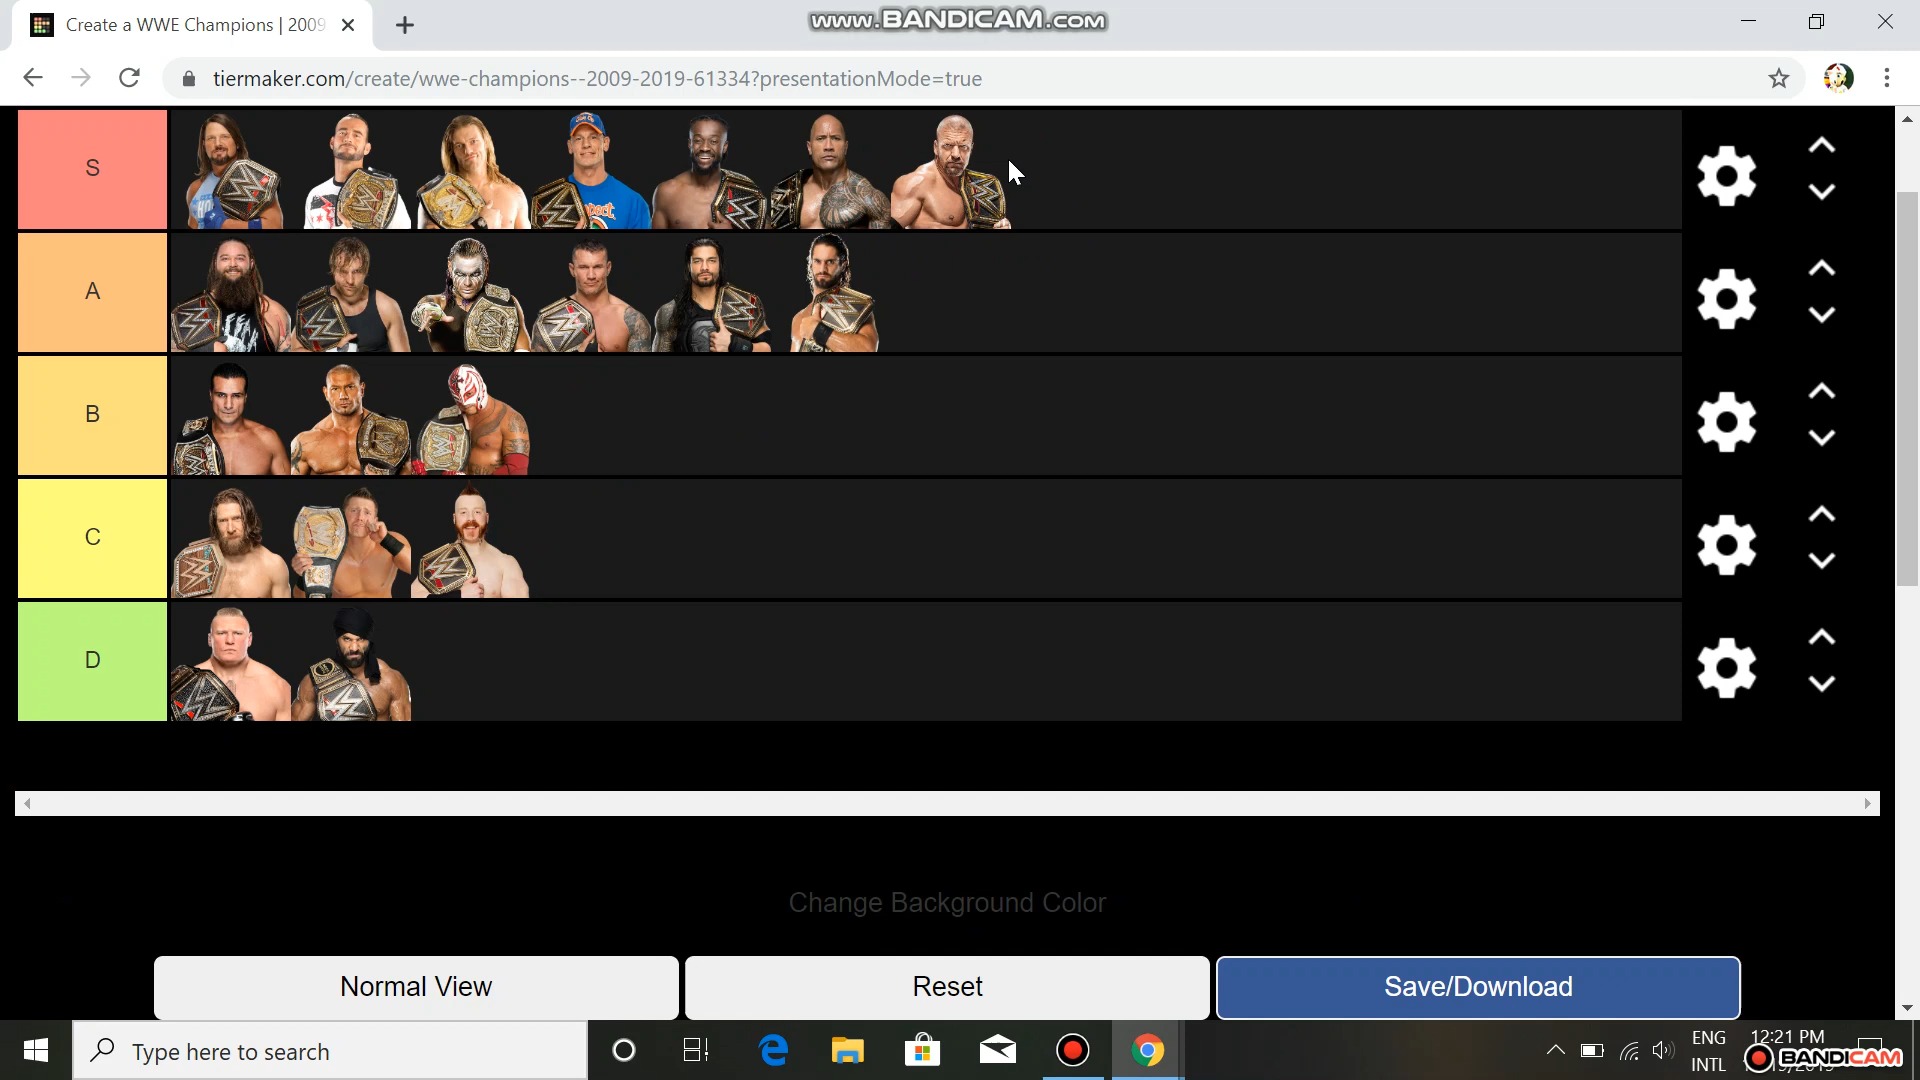 Create a WWE Champions | 2009
www.BANDICAM.com
tiermaker.com/create/wwe-champions--2009-2019-61334?presentationMode=true
S
A
B
C
D
Change Background Color
Normal View
Reset
Save/Download
Type here to search
ENG
INTL
12:21 PM
BANDICAM